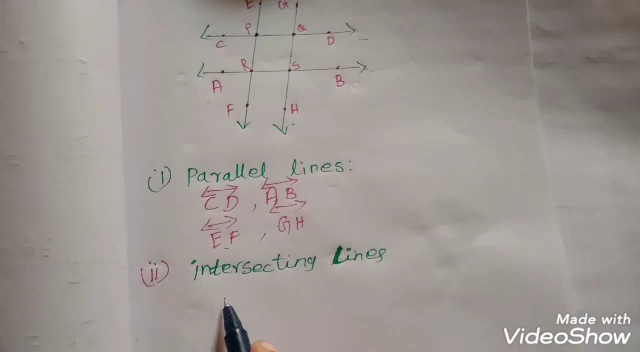 E G
P Q
C D
R S
A B
F H
(i) Parallel lines:
CD, AB
EF, GH
(ii) intersecting Lines
Made with
VideoShow